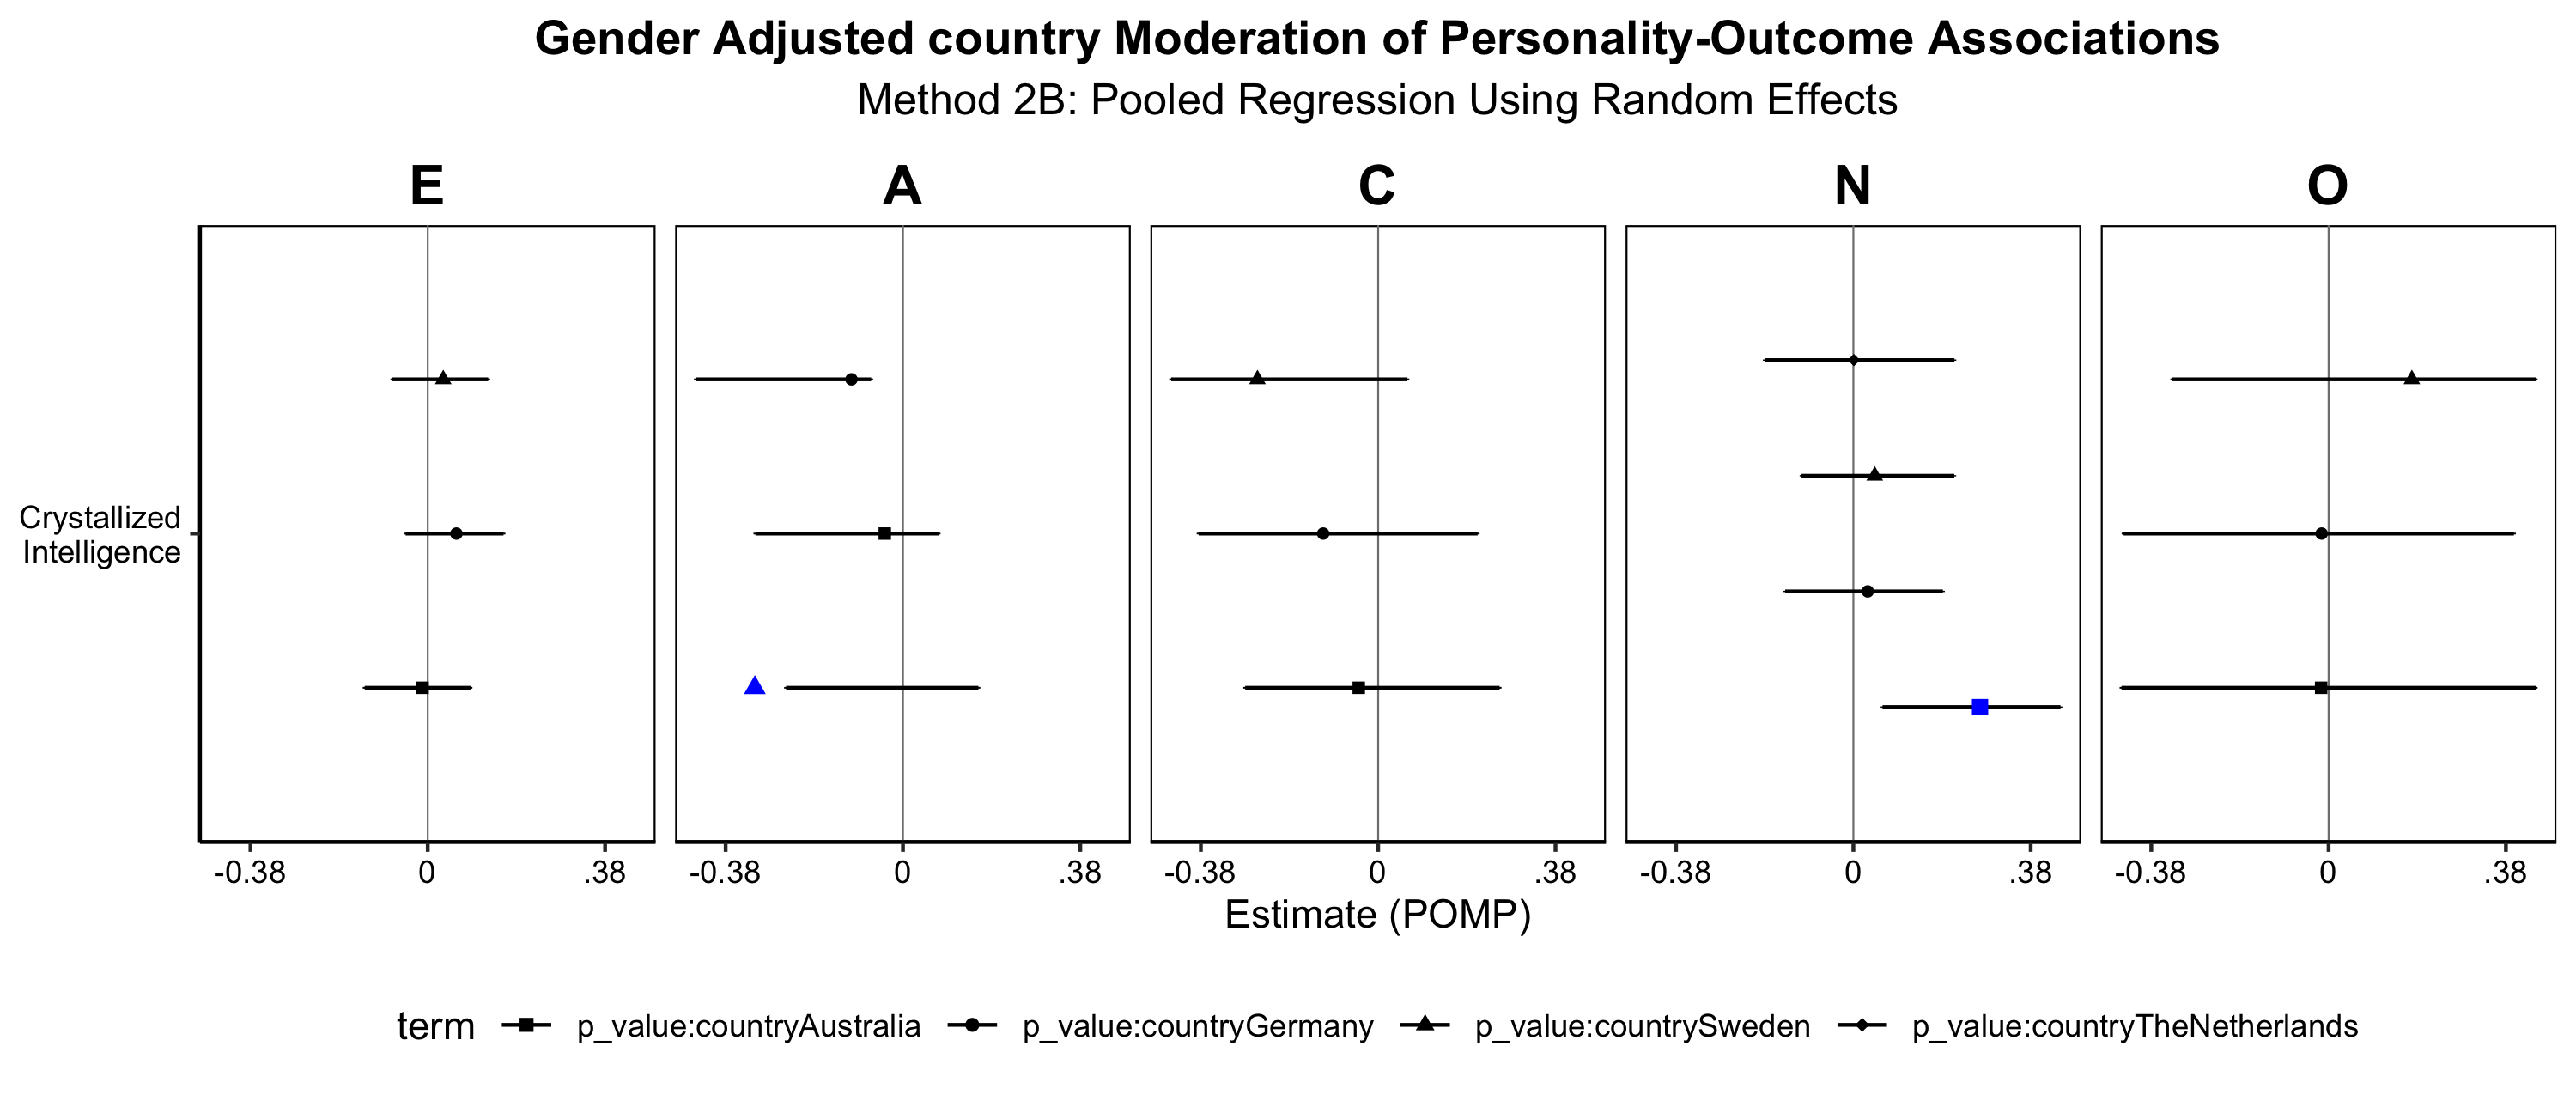 Gender Adjusted country Moderation of Personality-Outcome Associations
Method 2B: Pooled Regression Using Random Effects
E A C N O
Crystallized
Intelligence
-0.38 0 .38 -0.38 0 .38 -0.38 0 .38 -0.38 0 .38 -0.38 0 .38
Estimate (POMP)
term p_value:countryAustralia p_value:countryGermany p_value:countrySweden p_value:countryTheNetherlands